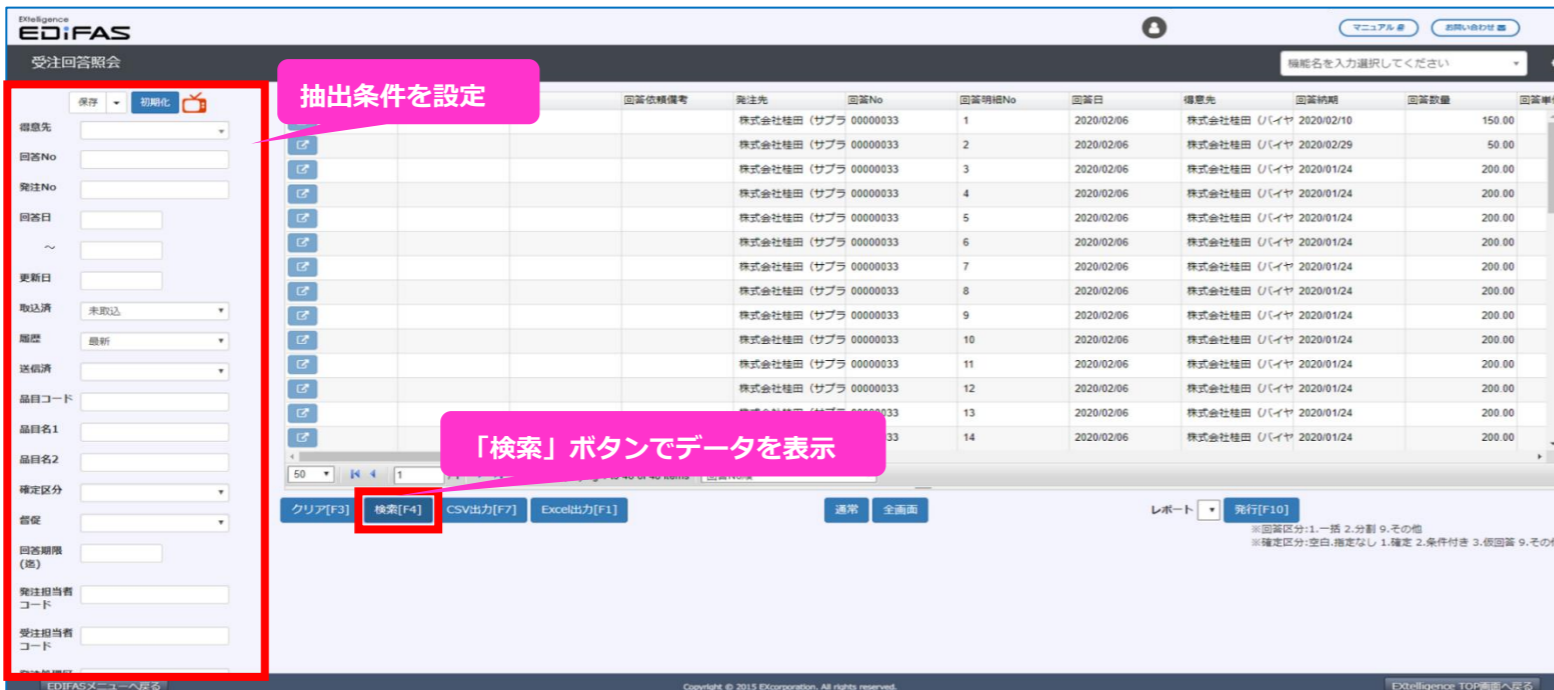 EXtelligence
EDiFAS
マニュアル
お問い合わせ
受注回答照会
機能名を入力選択してください
抽出条件を設定
保存 初期化
得意先
回答No
発注No
回答日
～
更新日
取込済 未取込
履歴 最新
送信済
品目コード
品目名1
品目名2
確定区分
督促
回答期限
(迄)
発注担当者
コード
受注担当者
コード
回答依頼備考 発注先 回答No 回答明細No 回答日 得意先 回答納期 回答数量 回答単
株式会社桂田（サプラ 00000033 1 2020/02/06 株式会社桂田（バイヤ 2020/02/10 150.00
株式会社桂田（サプラ 00000033 2 2020/02/06 株式会社桂田（バイヤ 2020/02/29 50.00
株式会社桂田（サプラ 00000033 3 2020/02/06 株式会社桂田（バイヤ 2020/01/24 200.00
株式会社桂田（サプラ 00000033 4 2020/02/06 株式会社桂田（バイヤ 2020/01/24 200.00
株式会社桂田（サプラ 00000033 5 2020/02/06 株式会社桂田（バイヤ 2020/01/24 200.00
株式会社桂田（サプラ 00000033 6 2020/02/06 株式会社桂田（バイヤ 2020/01/24 200.00
株式会社桂田（サプラ 00000033 7 2020/02/06 株式会社桂田（バイヤ 2020/01/24 200.00
株式会社桂田（サプラ 00000033 8 2020/02/06 株式会社桂田（バイヤ 2020/01/24 200.00
株式会社桂田（サプラ 00000033 9 2020/02/06 株式会社桂田（バイヤ 2020/01/24 200.00
株式会社桂田（サプラ 00000033 10 2020/02/06 株式会社桂田（バイヤ 2020/01/24 200.00
株式会社桂田（サプラ 00000033 11 2020/02/06 株式会社桂田（バイヤ 2020/01/24 200.00
株式会社桂田（サプラ 00000033 12 2020/02/06 株式会社桂田（バイヤ 2020/01/24 200.00
13 2020/02/06 株式会社桂田（バイヤ 2020/01/24 200.00
33 14 2020/02/06 株式会社桂田（バイヤ 2020/01/24 200.00
「検索」ボタンでデータを表示
50 1
クリア[F3] 検索[F4] CSV出力[F7] Excel出力[F1] 通常 全画面 レポート 発行[F10]
※回答区分:1.一括 2.分割 9.その他
※確定区分:空白.指定なし 1.確定 2.条件付き 3.仮回答 9.その他
EDIFASメニューへ戻る
Copyright © 2015 EXcorporation. All rights reserved.
EXtelligence TOP画面へ戻る